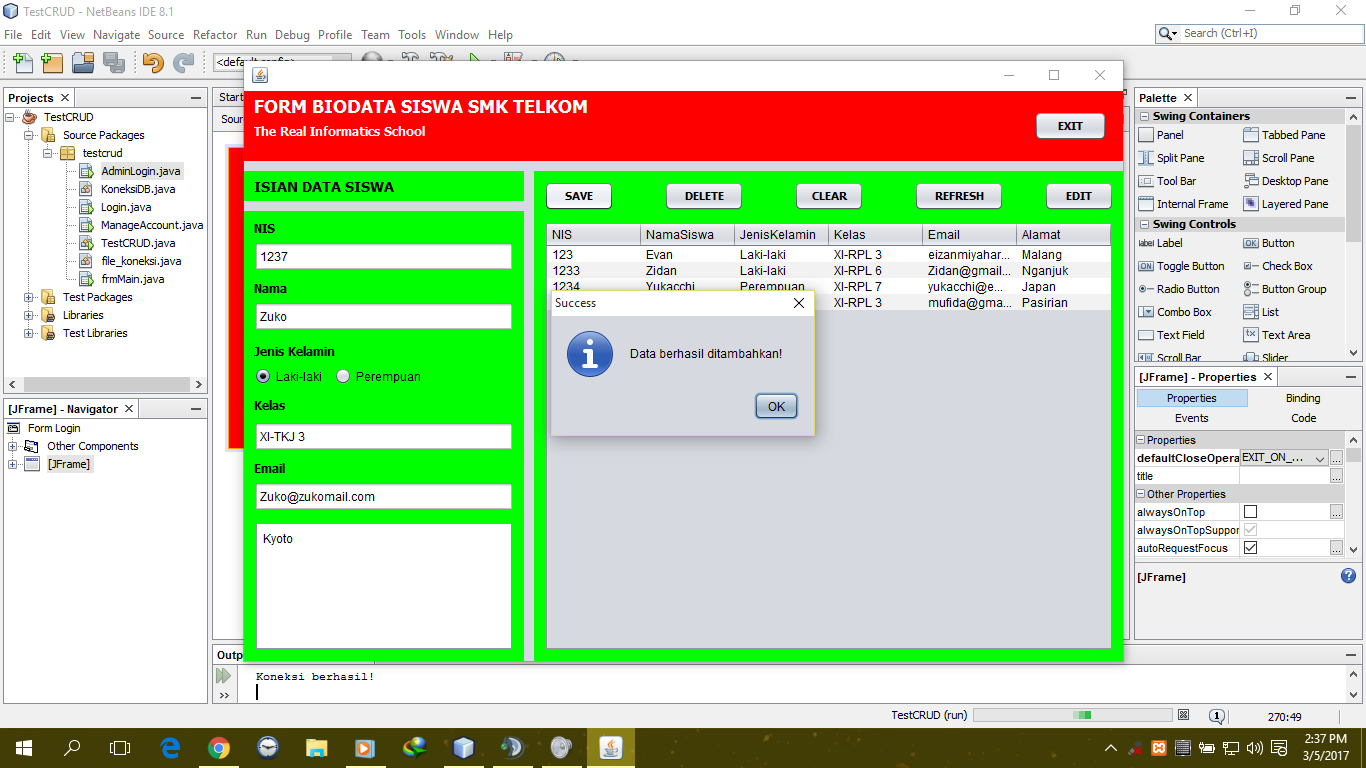 TestCRUD - NetBeans IDE 8.1
File Edit View Navigate Source Refactor Run Debug Profile Team Tools Window Help
Search (Ctrl+I)
Projects
TestCRUD
Source Packages
testcrud
AdminLogin.java
KoneksiDB.java
Login.java
ManageAccount.java
TestCRUD.java
file_koneksi.java
frmMain.java
Test Packages
Libraries
Test Libraries
[JFrame] - Navigator
Form Login
Other Components
[JFrame]
Start
Sour
FORM BIODATA SISWA SMK TELKOM
The Real Informatics School
EXIT
ISIAN DATA SISWA
NIS
1237
Nama
Zuko
Jenis Kelamin
Laki-laki Perempuan
Kelas
XI-TKJ 3
Email
Zuko@zukomail.com
Kyoto
SAVE DELETE CLEAR REFRESH EDIT
NIS NamaSiswa JenisKelamin Kelas Email Alamat
123 Evan Laki-laki XI-RPL 3 eizanmiyahar... Malang
1233 Zidan Laki-laki XI-RPL 6 Zidan@gmail... Nganjuk
1234 Yukacchi Perempuan XI-RPL 7 yukacchi@e... Japan
XI-RPL 3 mufida@gma... Pasirian
Success
Data berhasil ditambahkan!
OK
Palette
Swing Containers
Panel Tabbed Pane
Split Pane Scroll Pane
Tool Bar Desktop Pane
Internal Frame Layered Pane
Swing Controls
label Label OK Button
ON Toggle Button Check Box
Radio Button Button Group
Combo Box List
Text Field Text Area
Scroll Bar Slider
[JFrame] - Properties
Properties Binding
Events Code
Properties
defaultCloseOpera EXIT_ON_... ...
title ...
Other Properties
alwaysOnTop ...
alwaysOnTopSuppor
autoRequestFocus ...
[JFrame]
Outp
Koneksi berhasil!
TestCRUD (run)
1
270:49
2:37 PM
3/5/2017